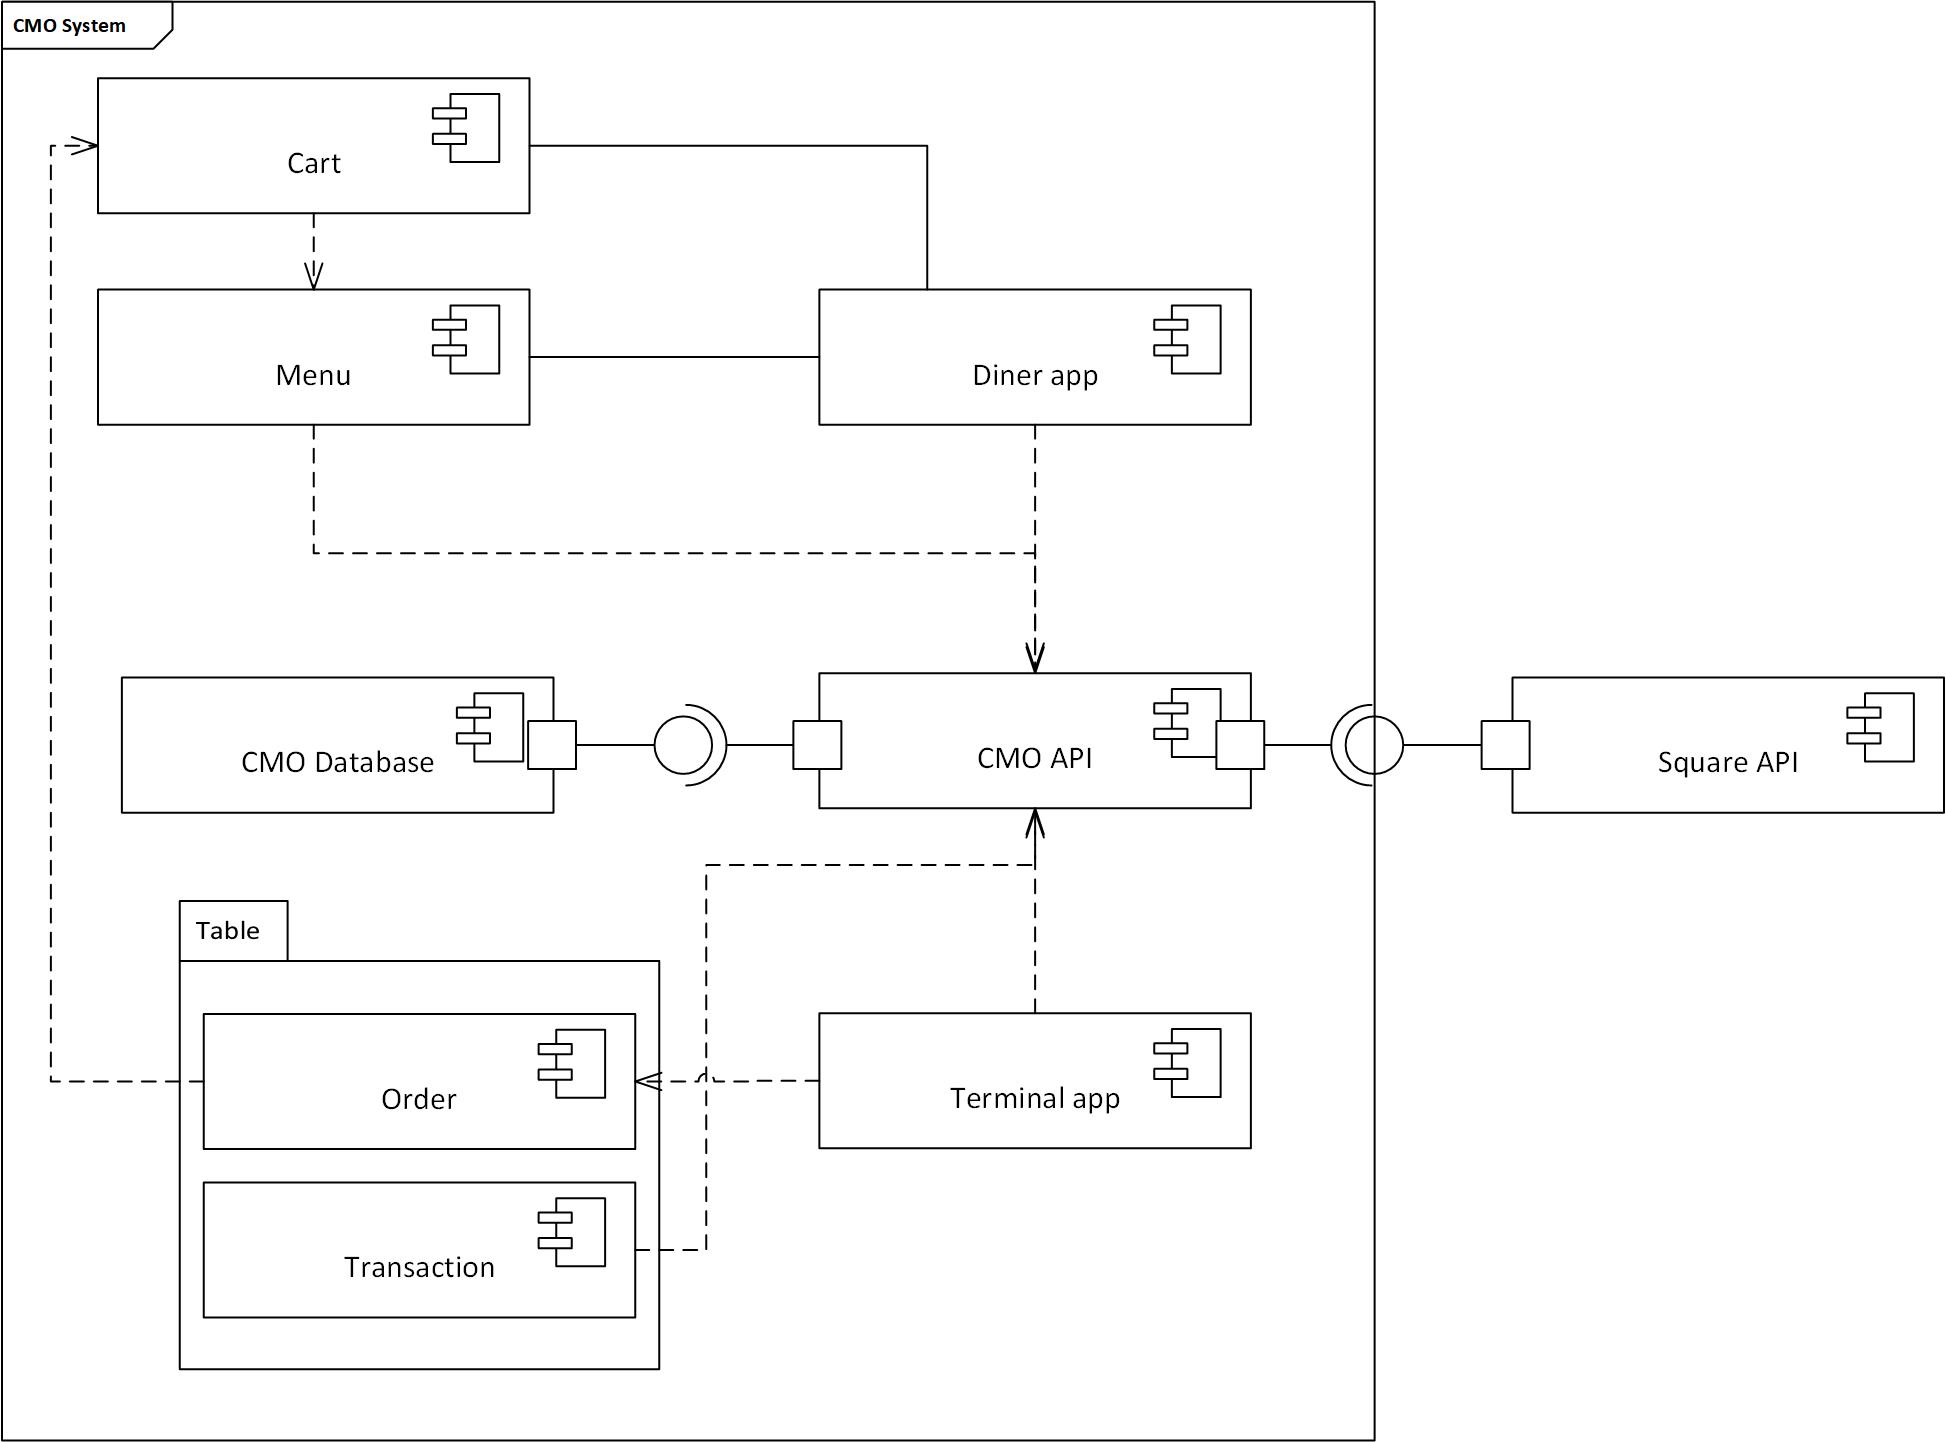 CMO System
Cart
Menu
Diner app
CMO Database
CMO API
Square API
Table
Order
Terminal app
Transaction